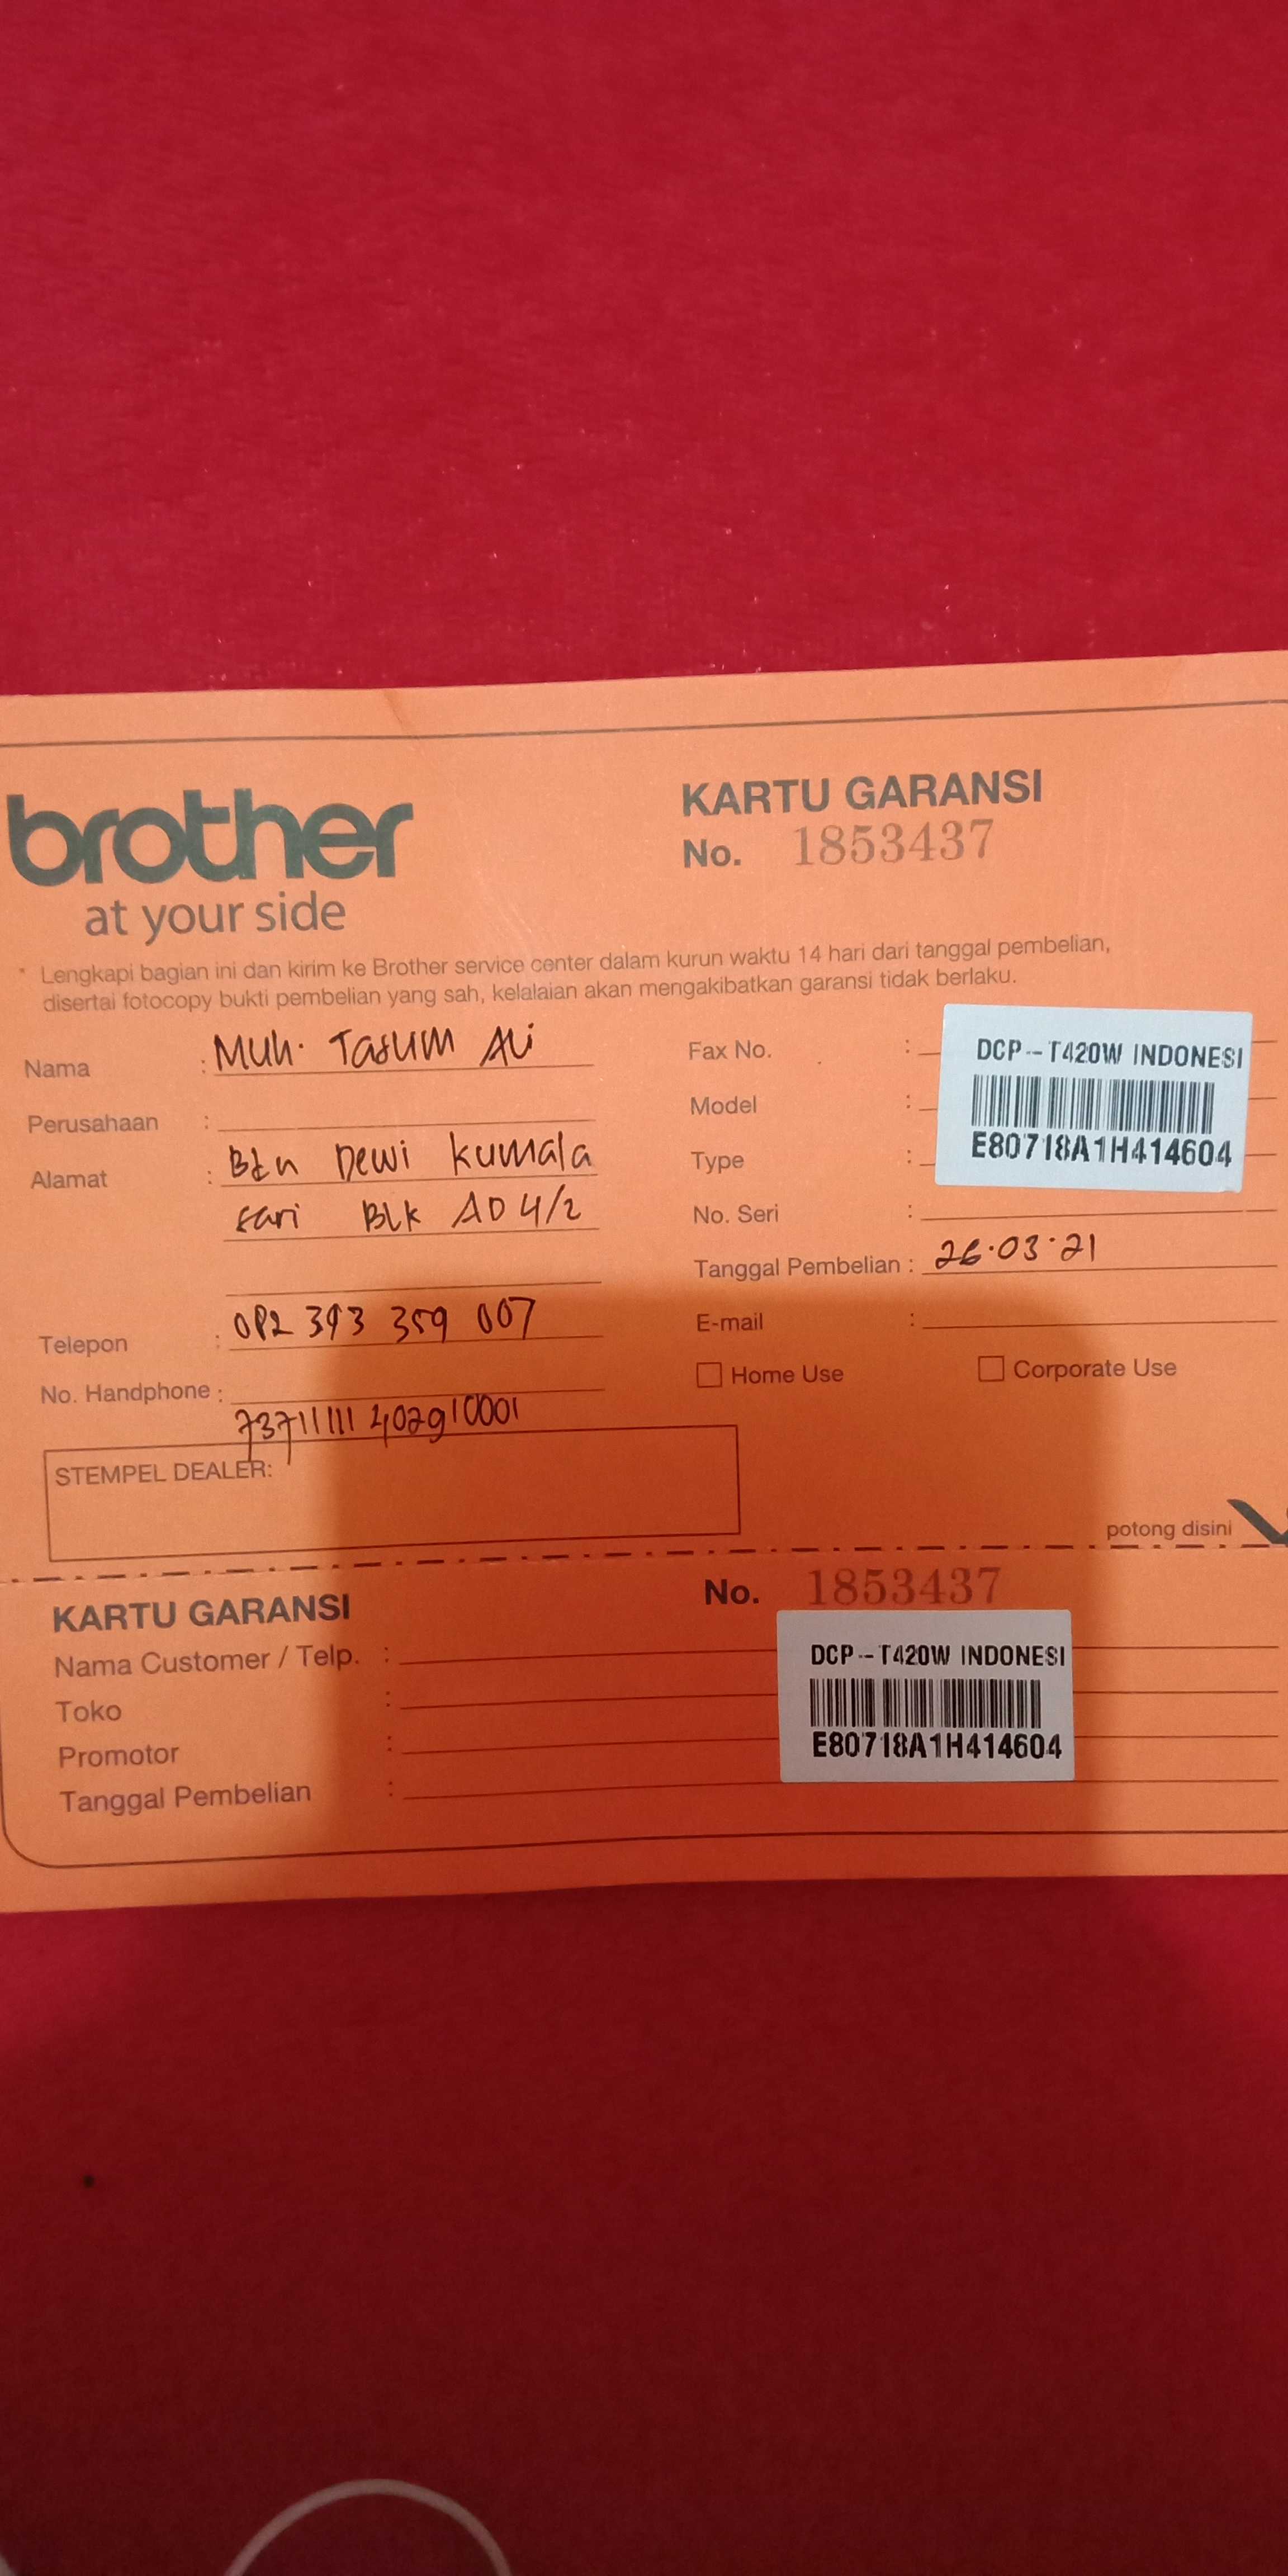 brother
at your side
KARTU GARANSI
No. 1853437
* Lengkapi bagian ini dan kirim ke Brother service center dalam kurun waktu 14 hari dari tanggal pembelian,
disertai fotocopy bukti pembelian yang sah, kelalaian akan mengakibatkan garansi tidak berlaku.
Nama : Muh. Tasum Ali
Perusahaan :
Alamat : Btn Dewi kumala
sari Blk AD 4/2
Telepon : 082 393 359 007
No. Handphone :
7371111402910001
STEMPEL DEALER:
Fax No. :
Model :
Type :
DCP--T420W INDONESI
E80718A1H414604
No. Seri :
Tanggal Pembelian : 26.03.21
E-mail :
Home Use Corporate Use
potong disini
KARTU GARANSI No. 1853437
Nama Customer / Telp. :
Toko :
Promotor :
Tanggal Pembelian :
DCP--T420W INDONESI
E80718A1H414604